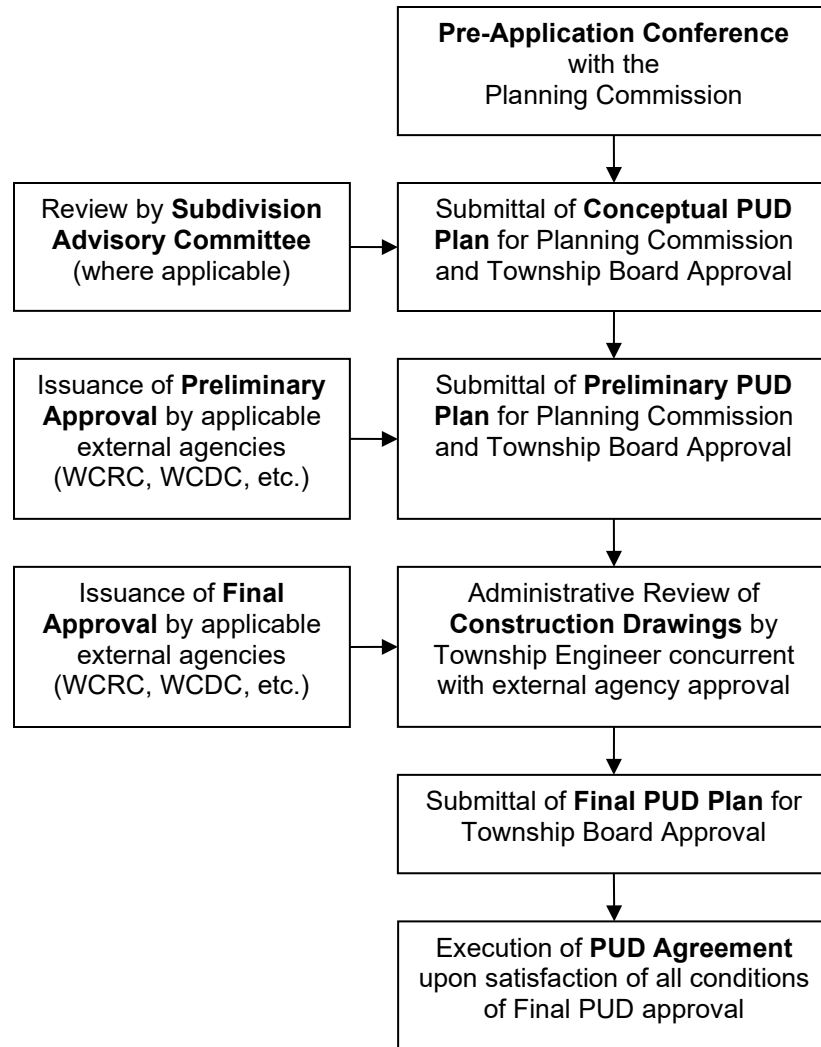 Pre-Application Conference
with the
Planning Commission
Review by Subdivision
Advisory Committee
(where applicable)
Submittal of Conceptual PUD
Plan for Planning Commission
and Township Board Approval
Issuance of Preliminary
Approval by applicable
external agencies
(WCRC, WCDC, etc.)
Submittal of Preliminary PUD
Plan for Planning Commission
and Township Board Approval
Issuance of Final
Approval by applicable
external agencies
(WCRC, WCDC, etc.)
Administrative Review of
Construction Drawings by
Township Engineer concurrent
with external agency approval
Submittal of Final PUD Plan for
Township Board Approval
Execution of PUD Agreement
upon satisfaction of all conditions
of Final PUD approval